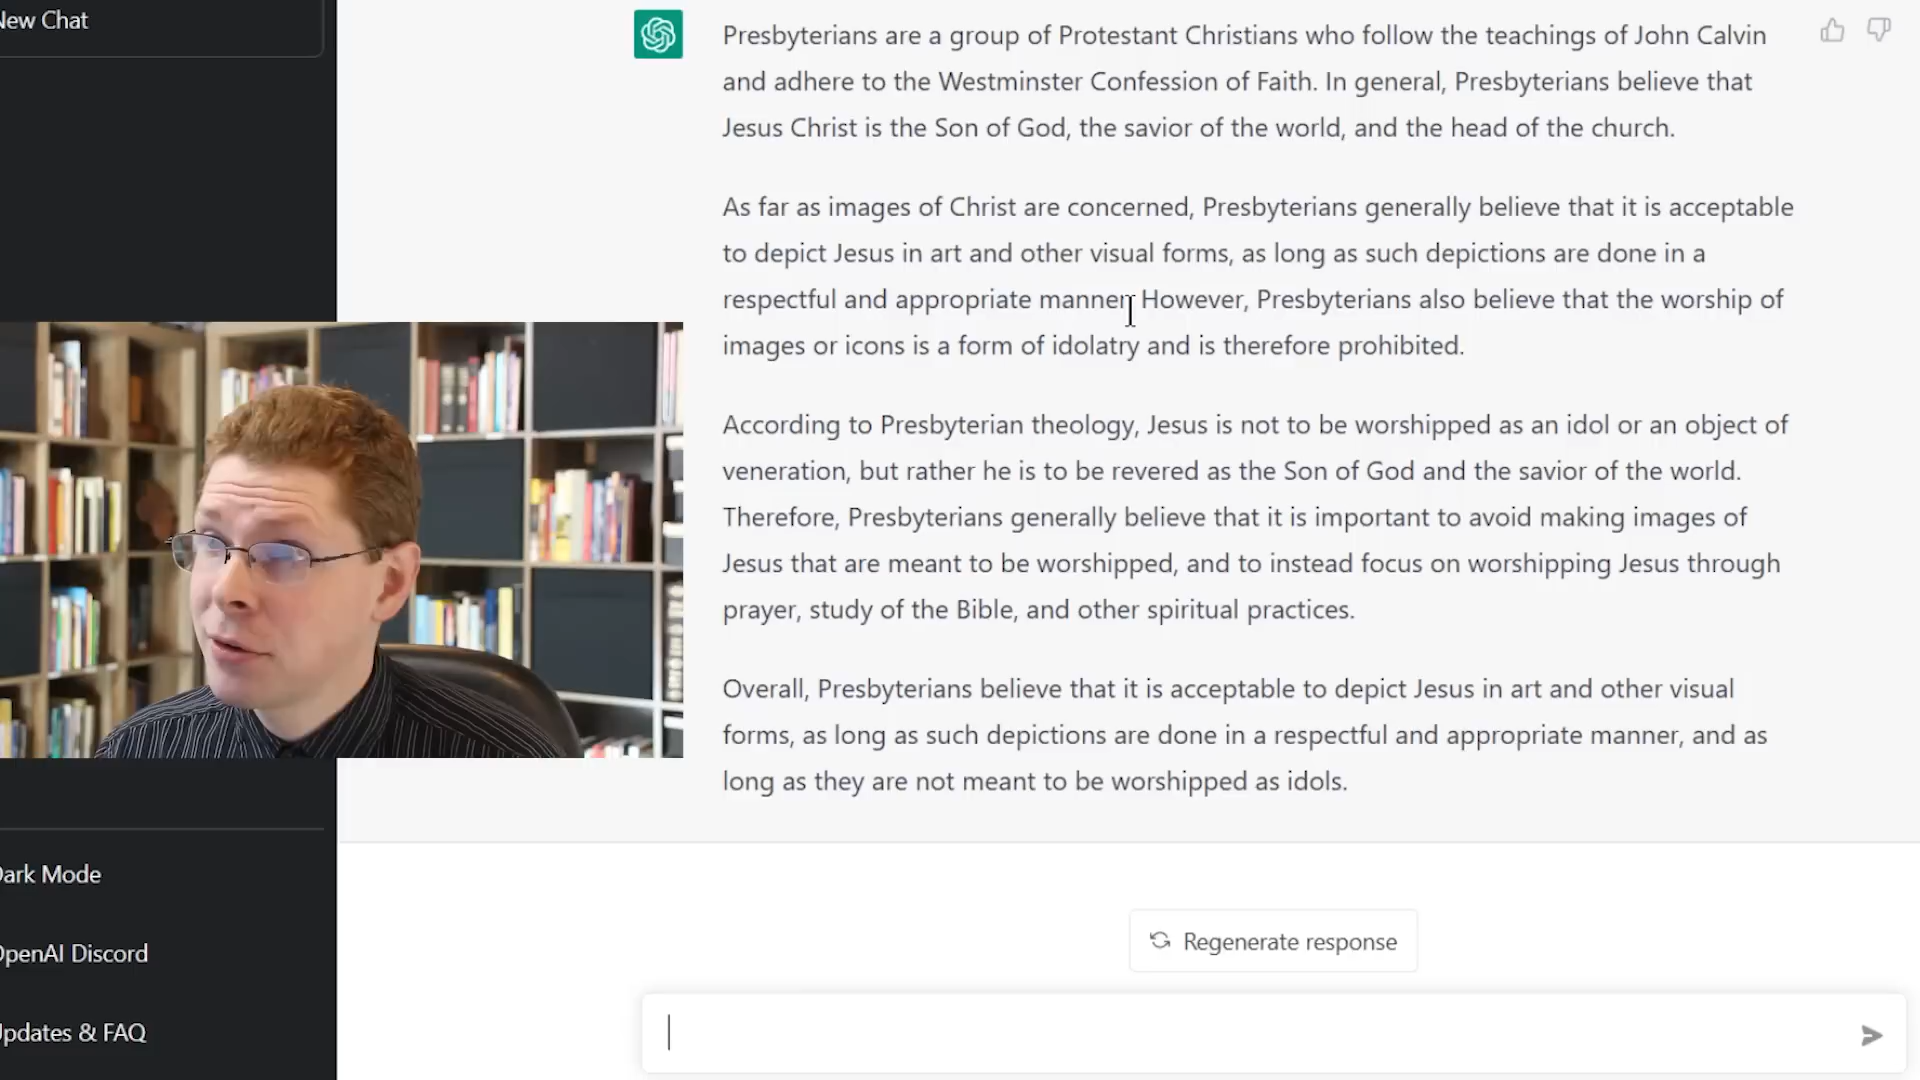 New Chat
Presbyterians are a group of Protestant Christians who follow the teachings of John Calvin
and adhere to the Westminster Confession of Faith. In general, Presbyterians believe that
Jesus Christ is the Son of God, the savior of the world, and the head of the church.
As far as images of Christ are concerned, Presbyterians generally believe that it is acceptable
to depict Jesus in art and other visual forms, as long as such depictions are done in a
respectful and appropriate manner. However, Presbyterians also believe that the worship of
images or icons is a form of idolatry and is therefore prohibited.
According to Presbyterian theology, Jesus is not to be worshipped as an idol or an object of
veneration, but rather he is to be revered as the Son of God and the savior of the world.
Therefore, Presbyterians generally believe that it is important to avoid making images of
Jesus that are meant to be worshipped, and to instead focus on worshipping Jesus through
prayer, study of the Bible, and other spiritual practices.
Overall, Presbyterians believe that it is acceptable to depict Jesus in art and other visual
forms, as long as such depictions are done in a respectful and appropriate manner, and as
long as they are not meant to be worshipped as idols.
Dark Mode
OpenAI Discord
Updates & FAQ
Regenerate response